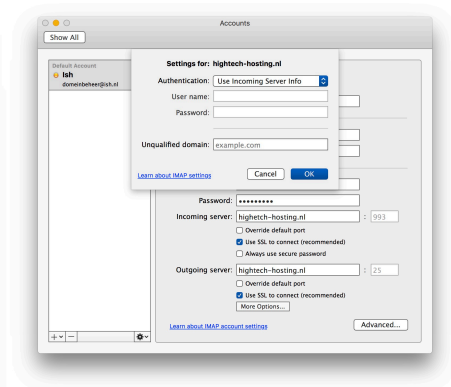 Accounts
Show All
Default Account
Ish
domeinbeheer@ish.nl
Settings for: hightech-hosting.nl
Authentication: Use Incoming Server Info
User name:
Password:
Unqualified domain: example.com
Learn about IMAP settings
Cancel
OK
Password: •••••••••
Incoming server: highetch-hosting.nl : 993
Override default port
Use SSL to connect (recommended)
Always use secure password
Outgoing server: hightech-hosting.nl : 25
Override default port
Use SSL to connect (recommended)
More Options...
Learn about IMAP account settings
Advanced...